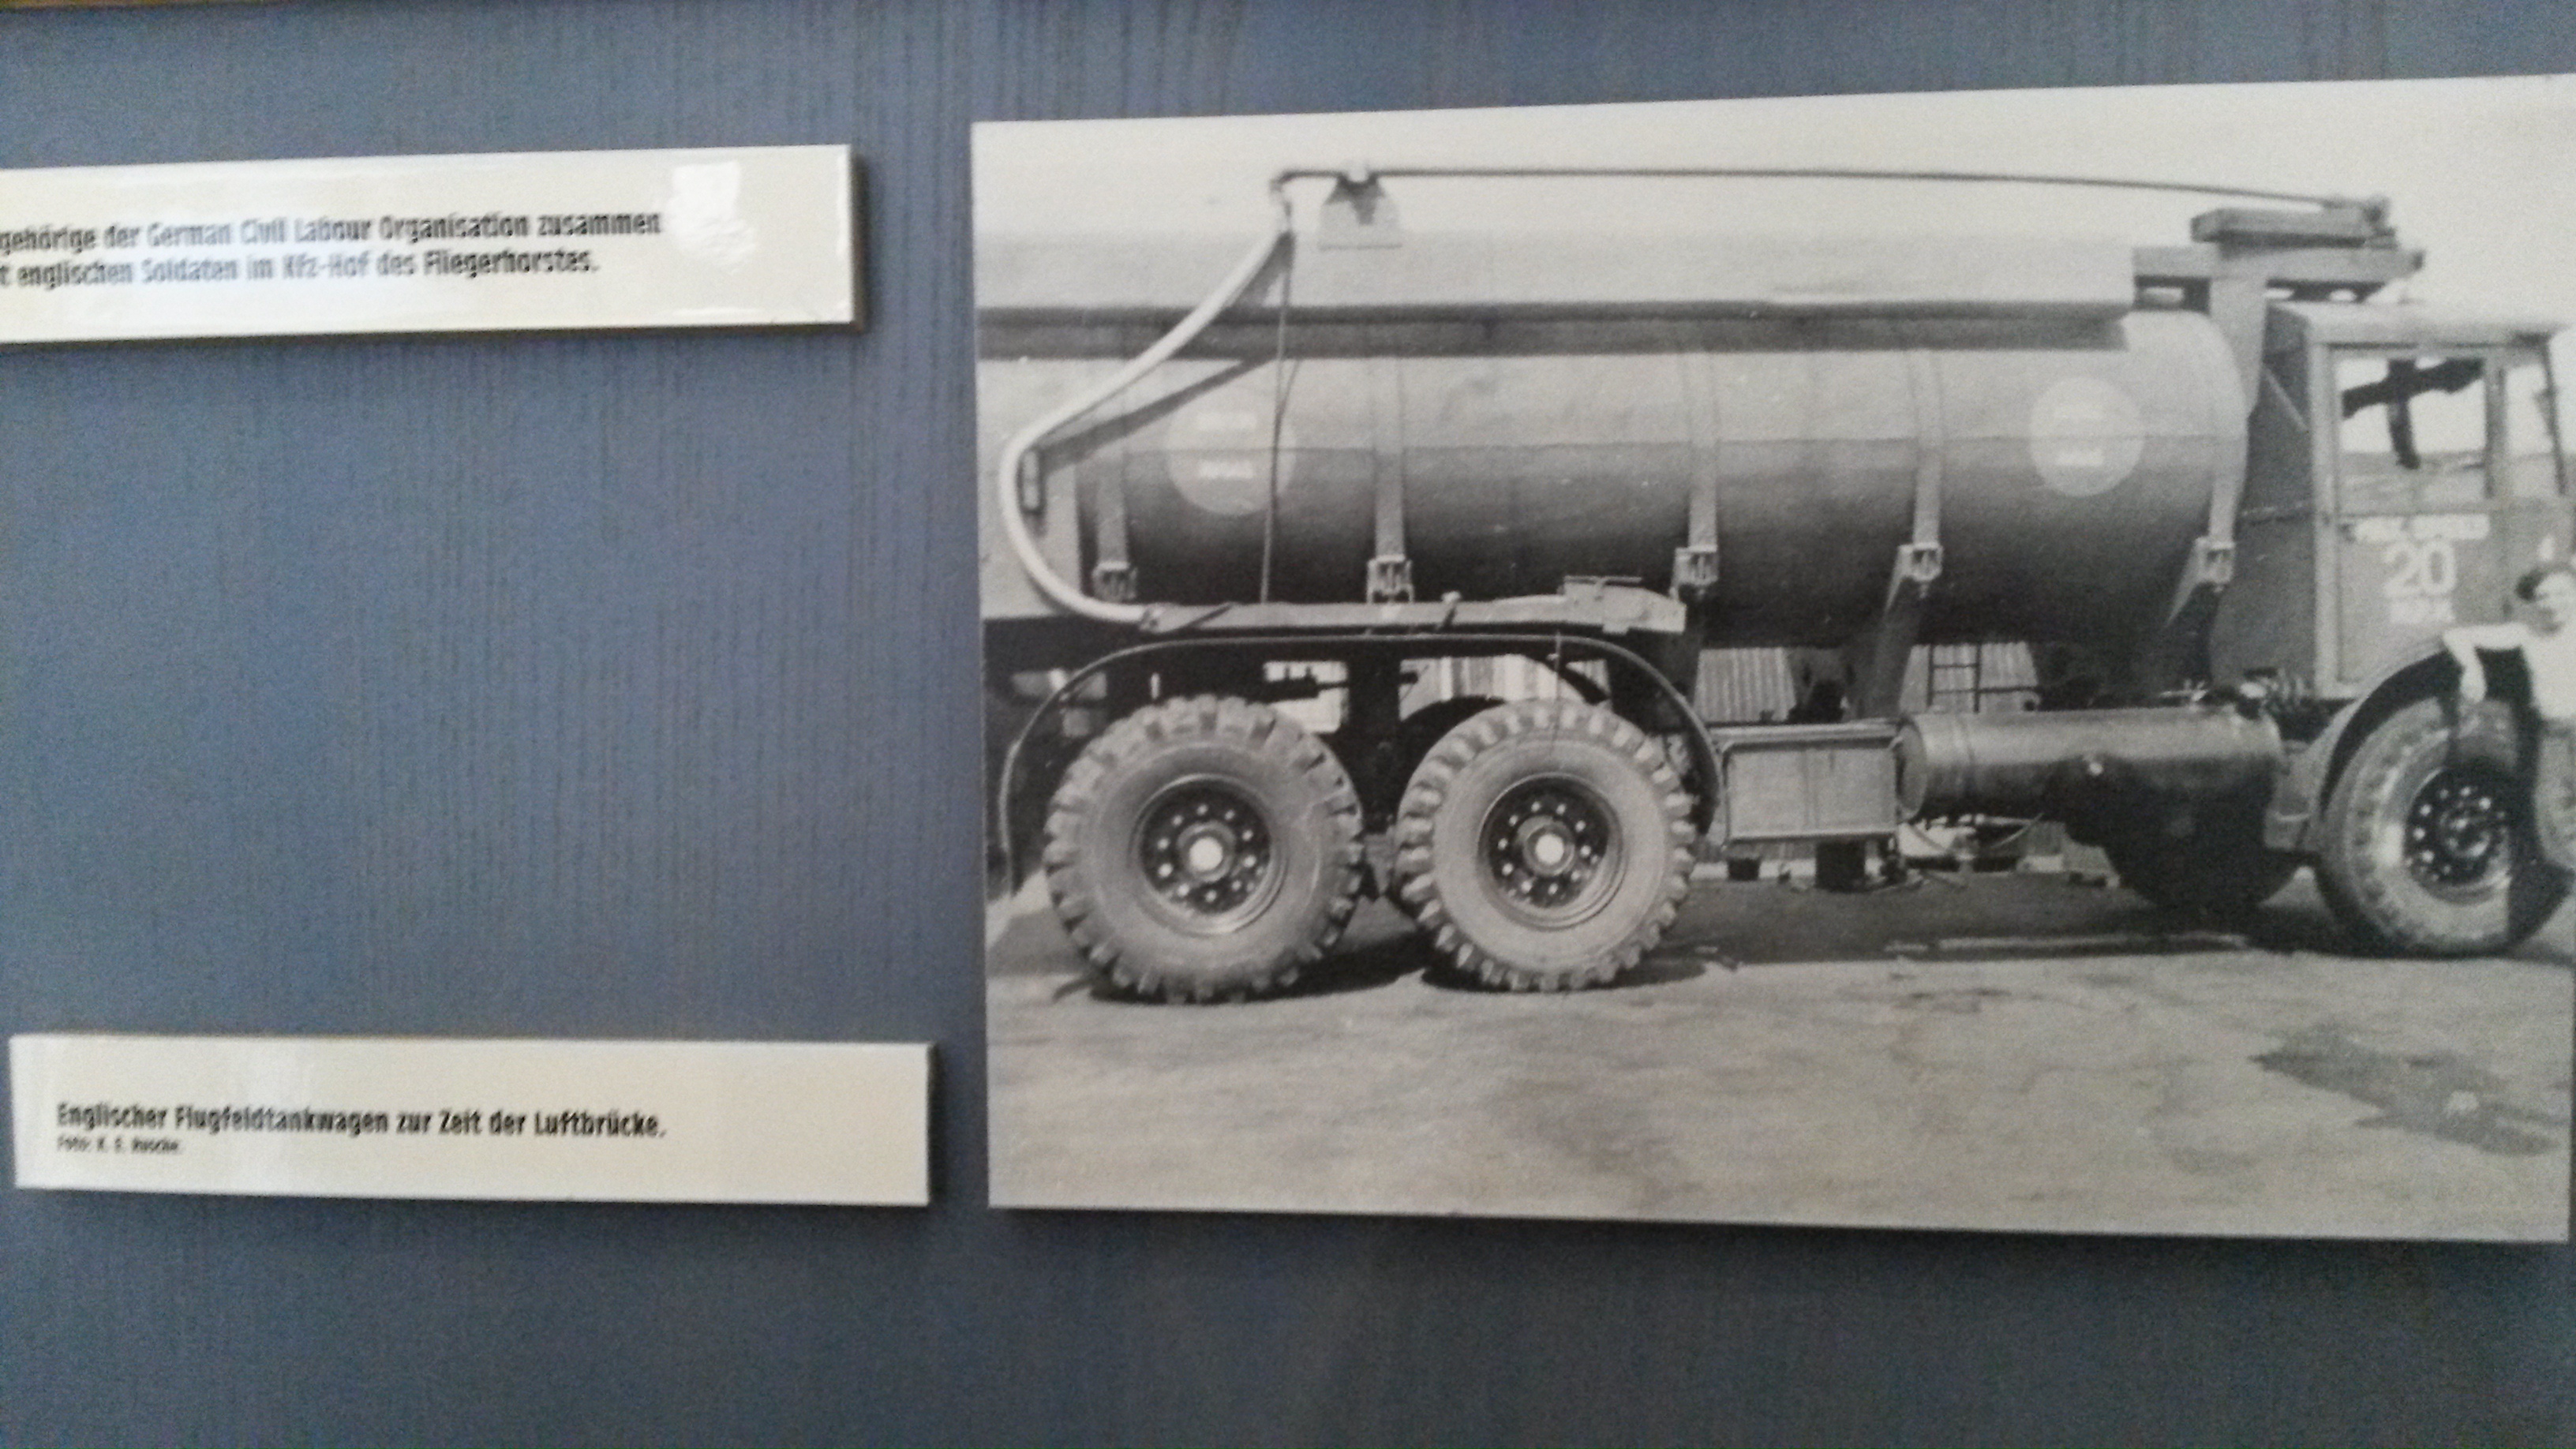 gehörige der German Civil Labour Organisation zusammen
t englischen Soldaten im Kfz-Hof des Fliegerhorstes.
Englischer Flugfeldtankwagen zur Zeit der Luftbrücke.
Foto: K. E.
20